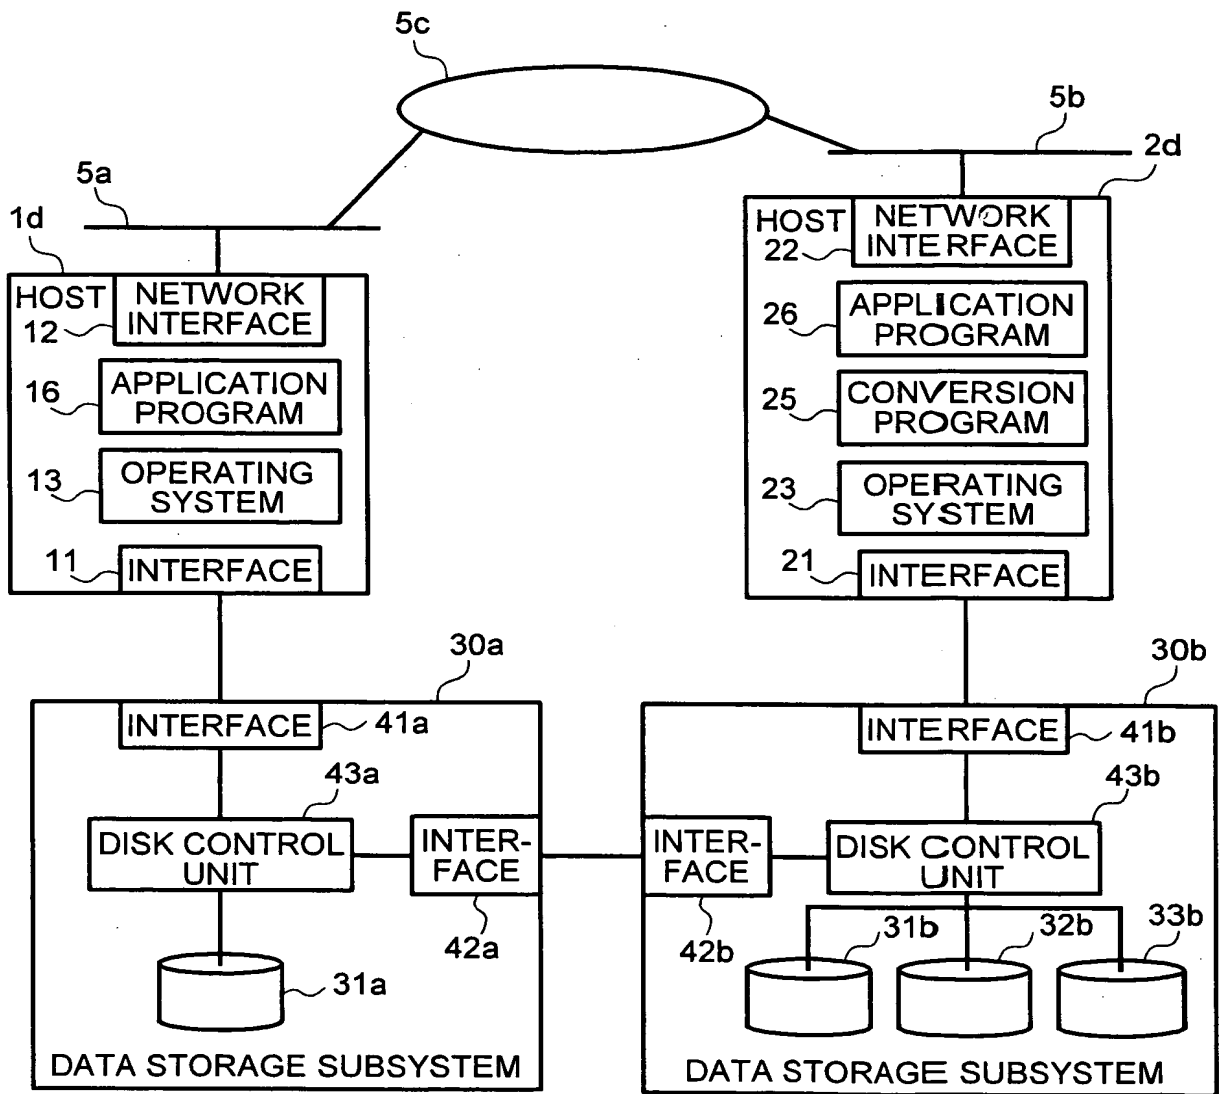 5c
5b
2d
5a
1d
HOST
NETWORK
INTERFACE
12
16
APPLICATION
PROGRAM
13
OPERATING
SYSTEM
11
INTERFACE
HOST
NETWORK
INTERFACE
22
26
APPLICATION
PROGRAM
25
CONVERSION
PROGRAM
23
OPERATING
SYSTEM
21
INTERFACE
30a
INTERFACE
41a
43a
DISK CONTROL
UNIT
INTER-
FACE
42a
31a
DATA STORAGE SUBSYSTEM
30b
INTERFACE
41b
43b
INTER-
FACE
DISK CONTROL
UNIT
42b
31b
32b
33b
DATA STORAGE SUBSYSTEM